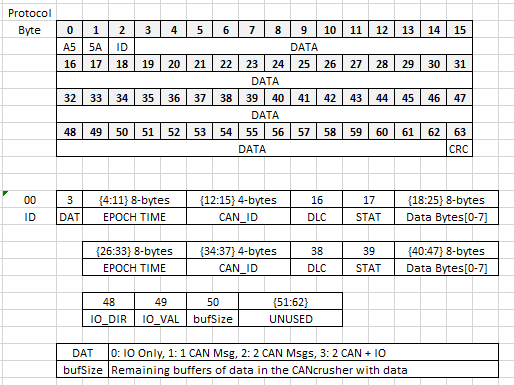 Protocol
Byte 0 1 2 3 4 5 6 7 8 9 10 11 12 13 14 15
A5 5A ID DATA
16 17 18 19 20 21 22 23 24 25 26 27 28 29 30 31
DATA
32 33 34 35 36 37 38 39 40 41 42 43 44 45 46 47
DATA
48 49 50 51 52 53 54 55 56 57 58 59 60 61 62 63
DATA CRC
00 3 {4:11} 8-bytes {12:15} 4-bytes 16 17 {18:25} 8-bytes
ID DAT EPOCH TIME CAN_ID DLC STAT Data Bytes[0-7]
{26:33} 8-bytes {34:37} 4-bytes 38 39 {40:47} 8-bytes
EPOCH TIME CAN_ID DLC STAT Data Bytes[0-7]
48 49 50 {51:62}
IO_DIR IO_VAL bufSize UNUSED
DAT 0: IO Only, 1: 1 CAN Msg, 2: 2 CAN Msgs, 3: 2 CAN + IO
bufSize Remaining buffers of data in the CANcrusher with data